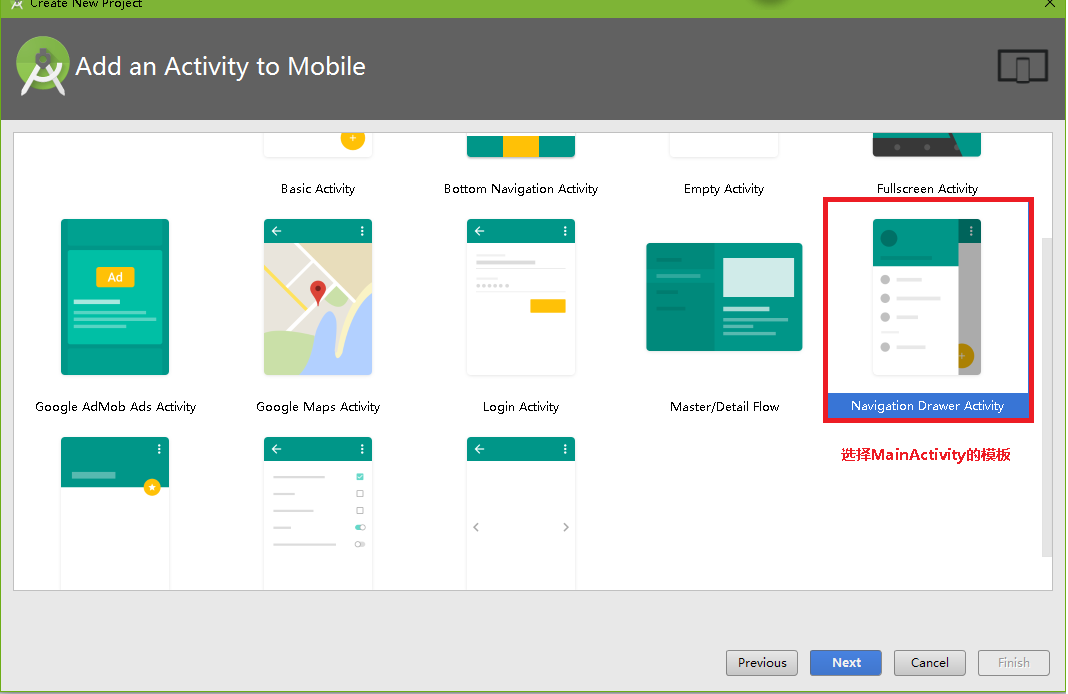 Create New Project
Add an Activity to Mobile
Basic Activity
Bottom Navigation Activity
Empty Activity
Fullscreen Activity
Ad
Google AdMob Ads Activity
Google Maps Activity
Login Activity
Master/Detail Flow
Navigation Drawer Activity
选择MainActivity的模板
Previous
Next
Cancel
Finish